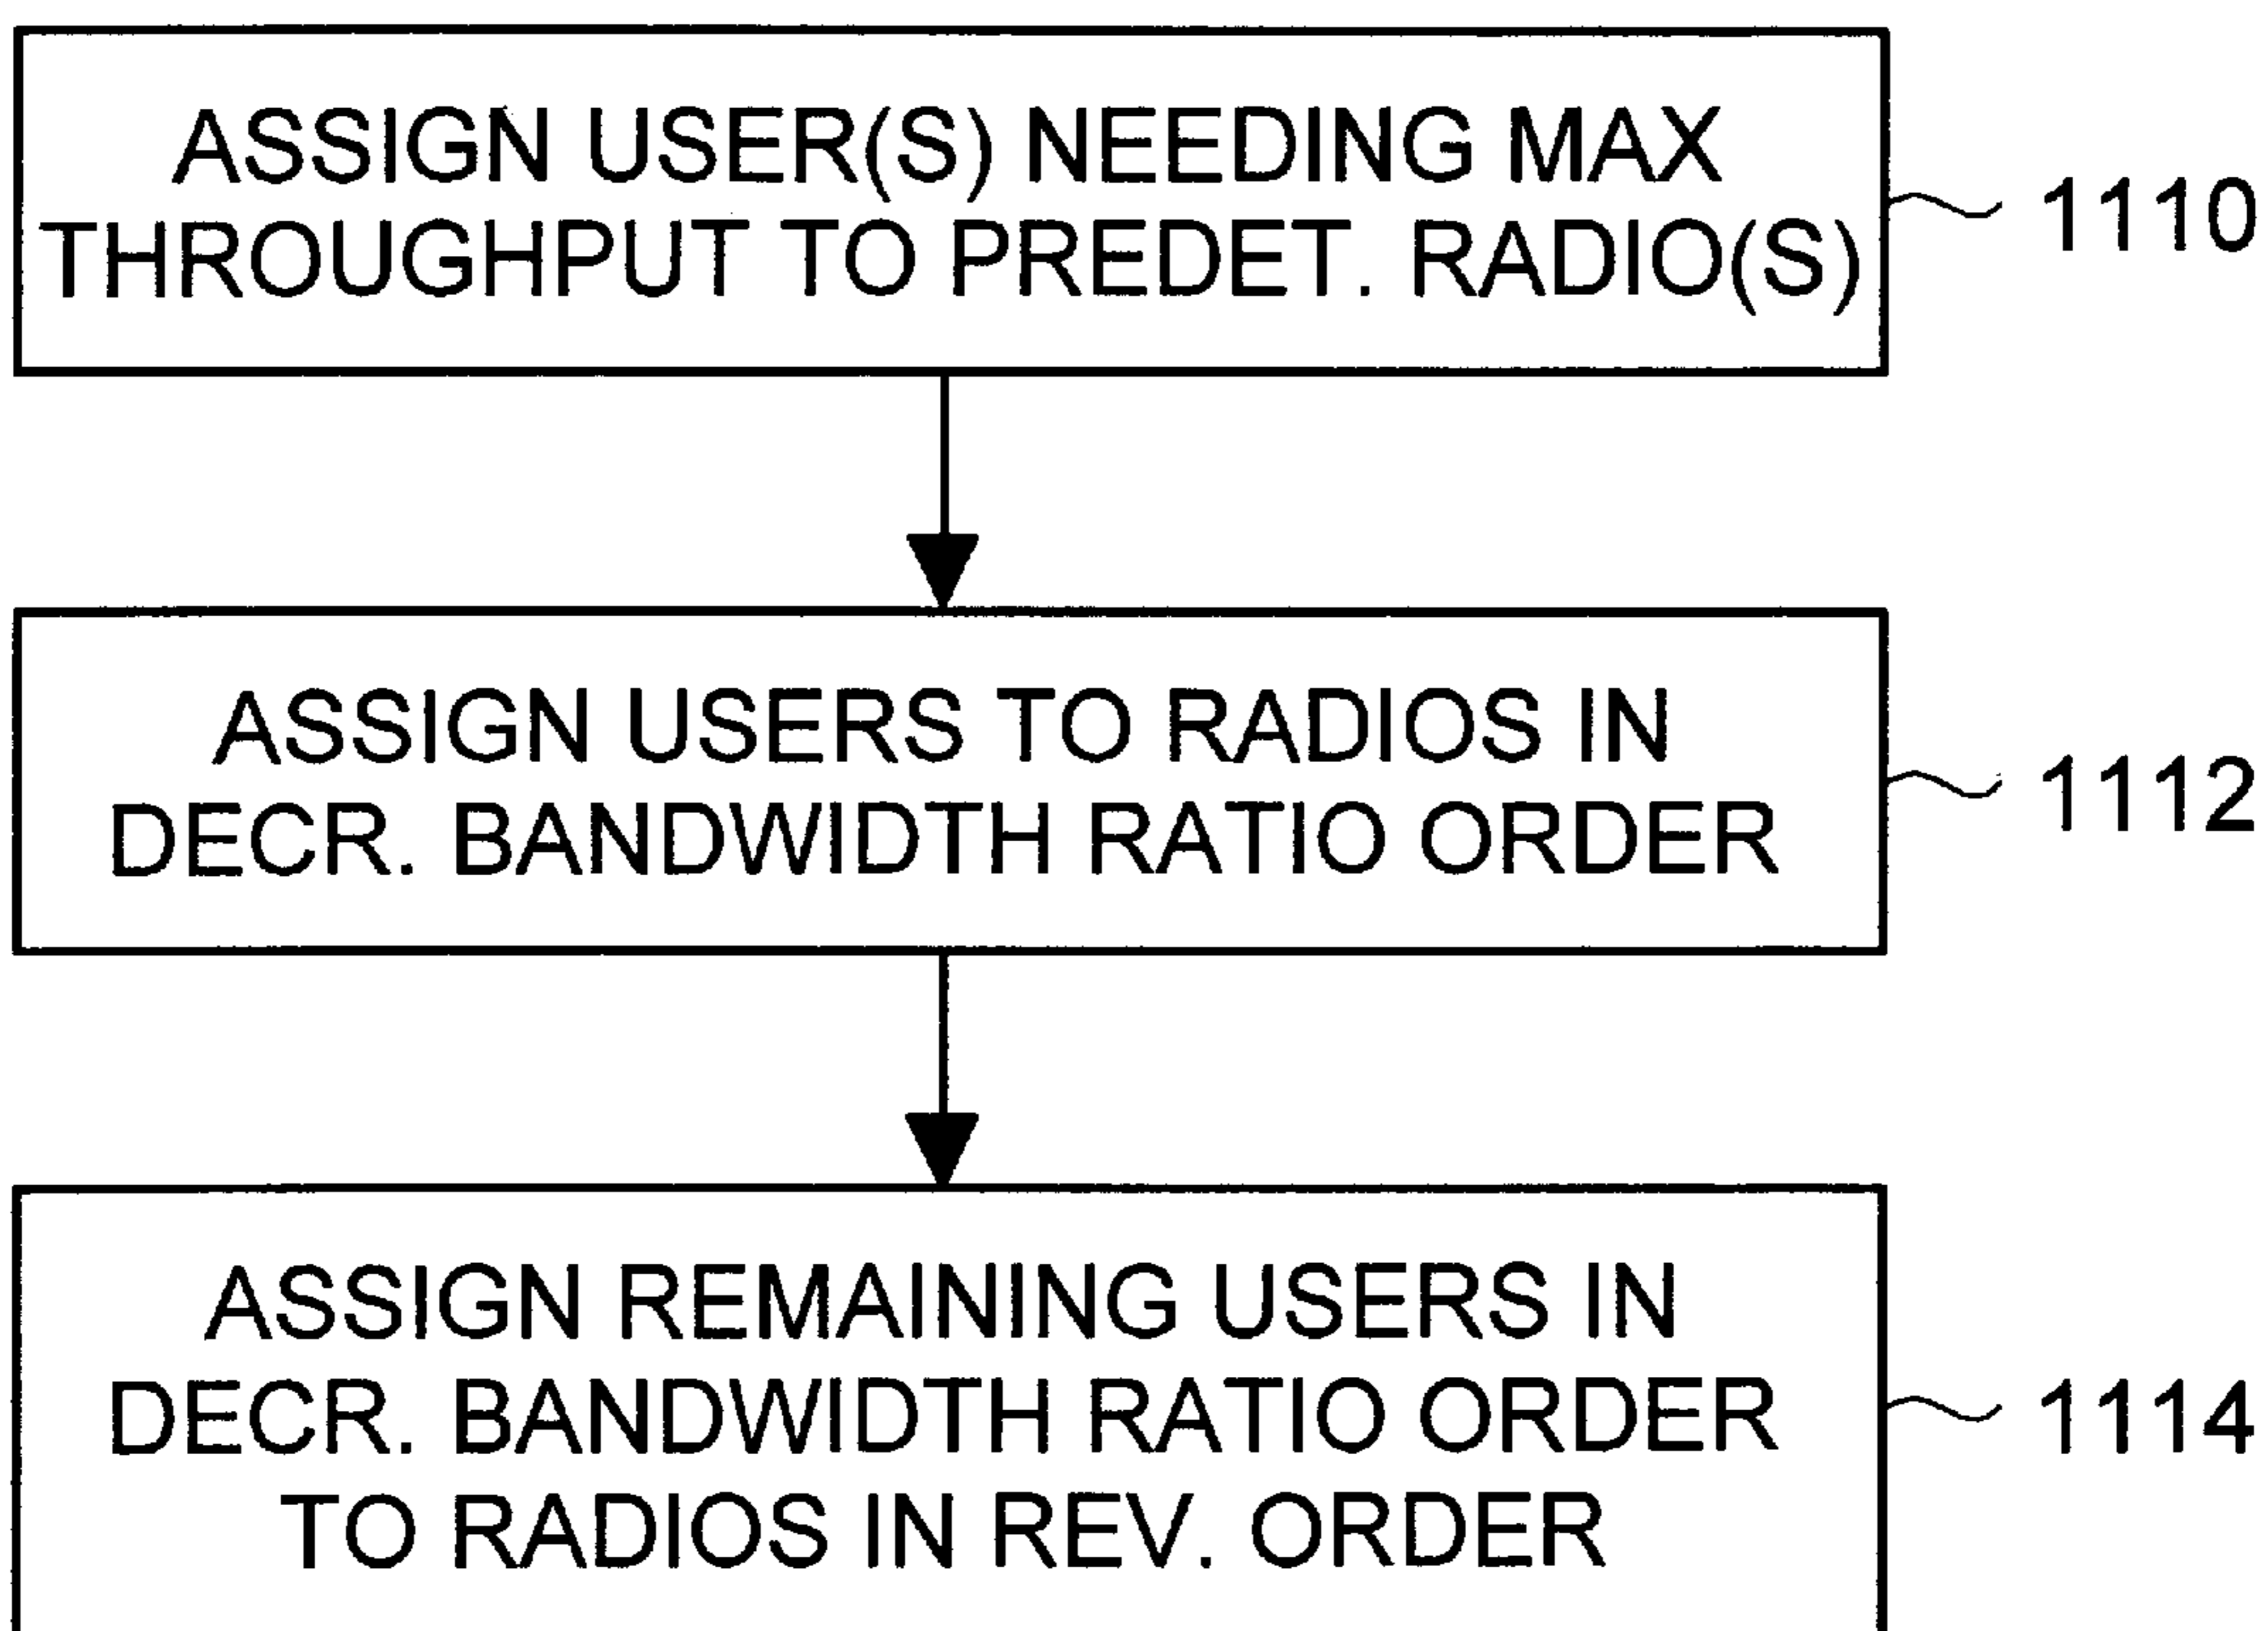 ASSIGN USER(S) NEEDING MAX
THROUGHPUT TO PREDET. RADIO(S)
1110
ASSIGN USERS TO RADIOS IN
DECR. BANDWIDTH RATIO ORDER
1112
ASSIGN REMAINING USERS IN
DECR. BANDWIDTH RATIO ORDER
TO RADIOS IN REV. ORDER
1114